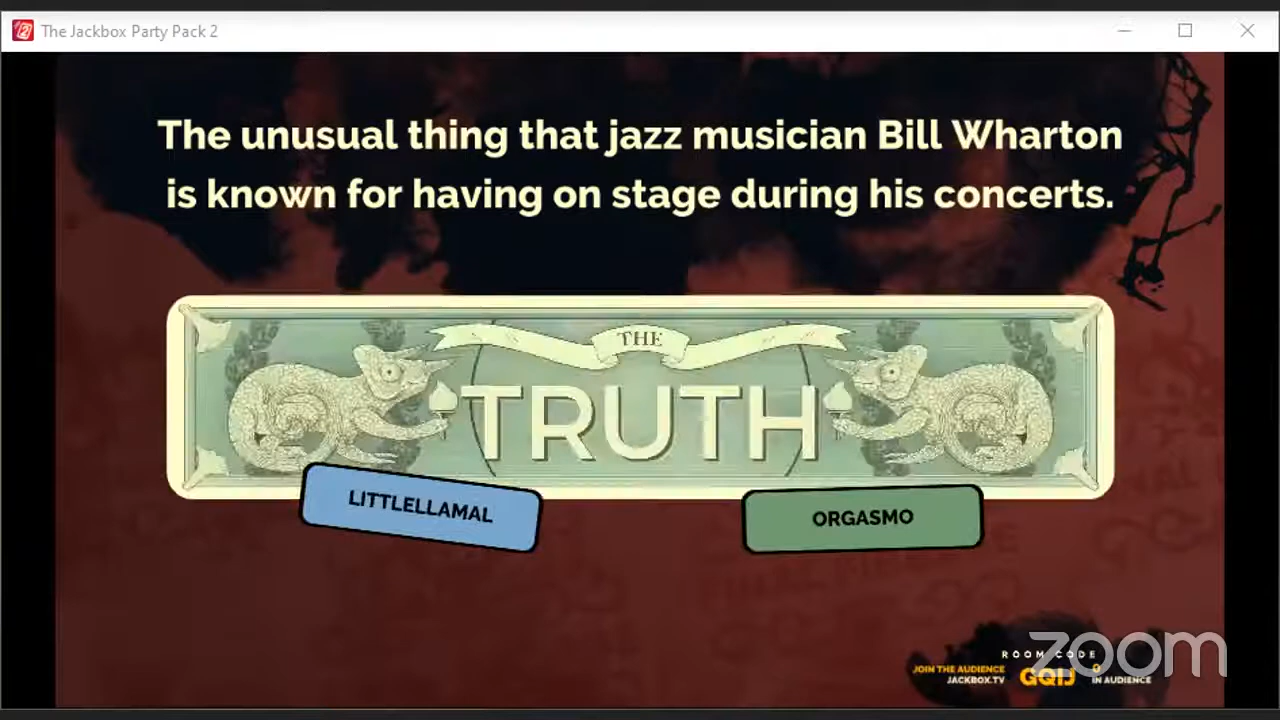 The Jackbox Party Pack 2
The unusual thing that jazz musician Bill Wharton
is known for having on stage during his concerts.
THE
TRUTH
LITTLELLAMAL
ORGASMO
zoom
ROOM CODE
JOIN THE AUDIENCE
JACKBOX.TV
GQIJ
0
IN AUDIENCE